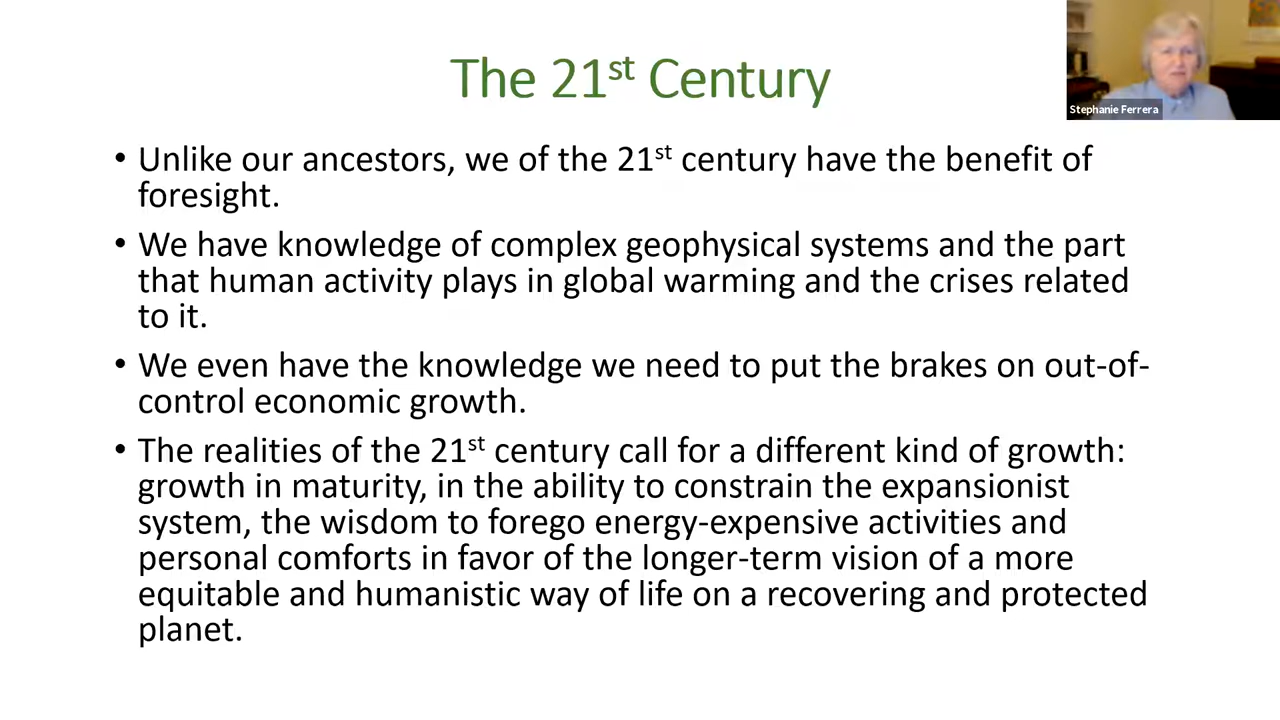 The 21st Century
Stephanie Ferrera
• Unlike our ancestors, we of the 21st century have the benefit of
foresight.
• We have knowledge of complex geophysical systems and the part
that human activity plays in global warming and the crises related
to it.
• We even have the knowledge we need to put the brakes on out-of-
control economic growth.
• The realities of the 21st century call for a different kind of growth:
growth in maturity, in the ability to constrain the expansionist
system, the wisdom to forego energy-expensive activities and
personal comforts in favor of the longer-term vision of a more
equitable and humanistic way of life on a recovering and protected
planet.